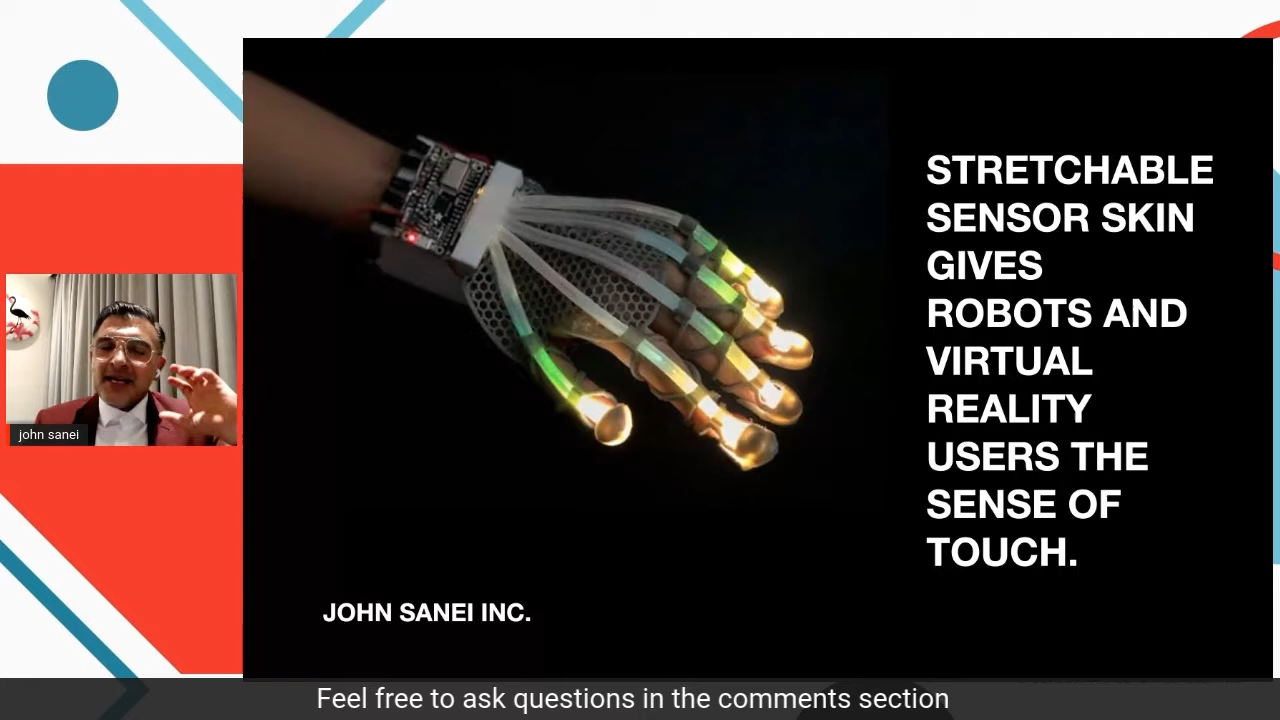 STRETCHABLE
SENSOR SKIN
GIVES
ROBOTS AND
VIRTUAL
REALITY
USERS THE
SENSE OF
TOUCH.
john sanei
JOHN SANEI INC.
Feel free to ask questions in the comments section